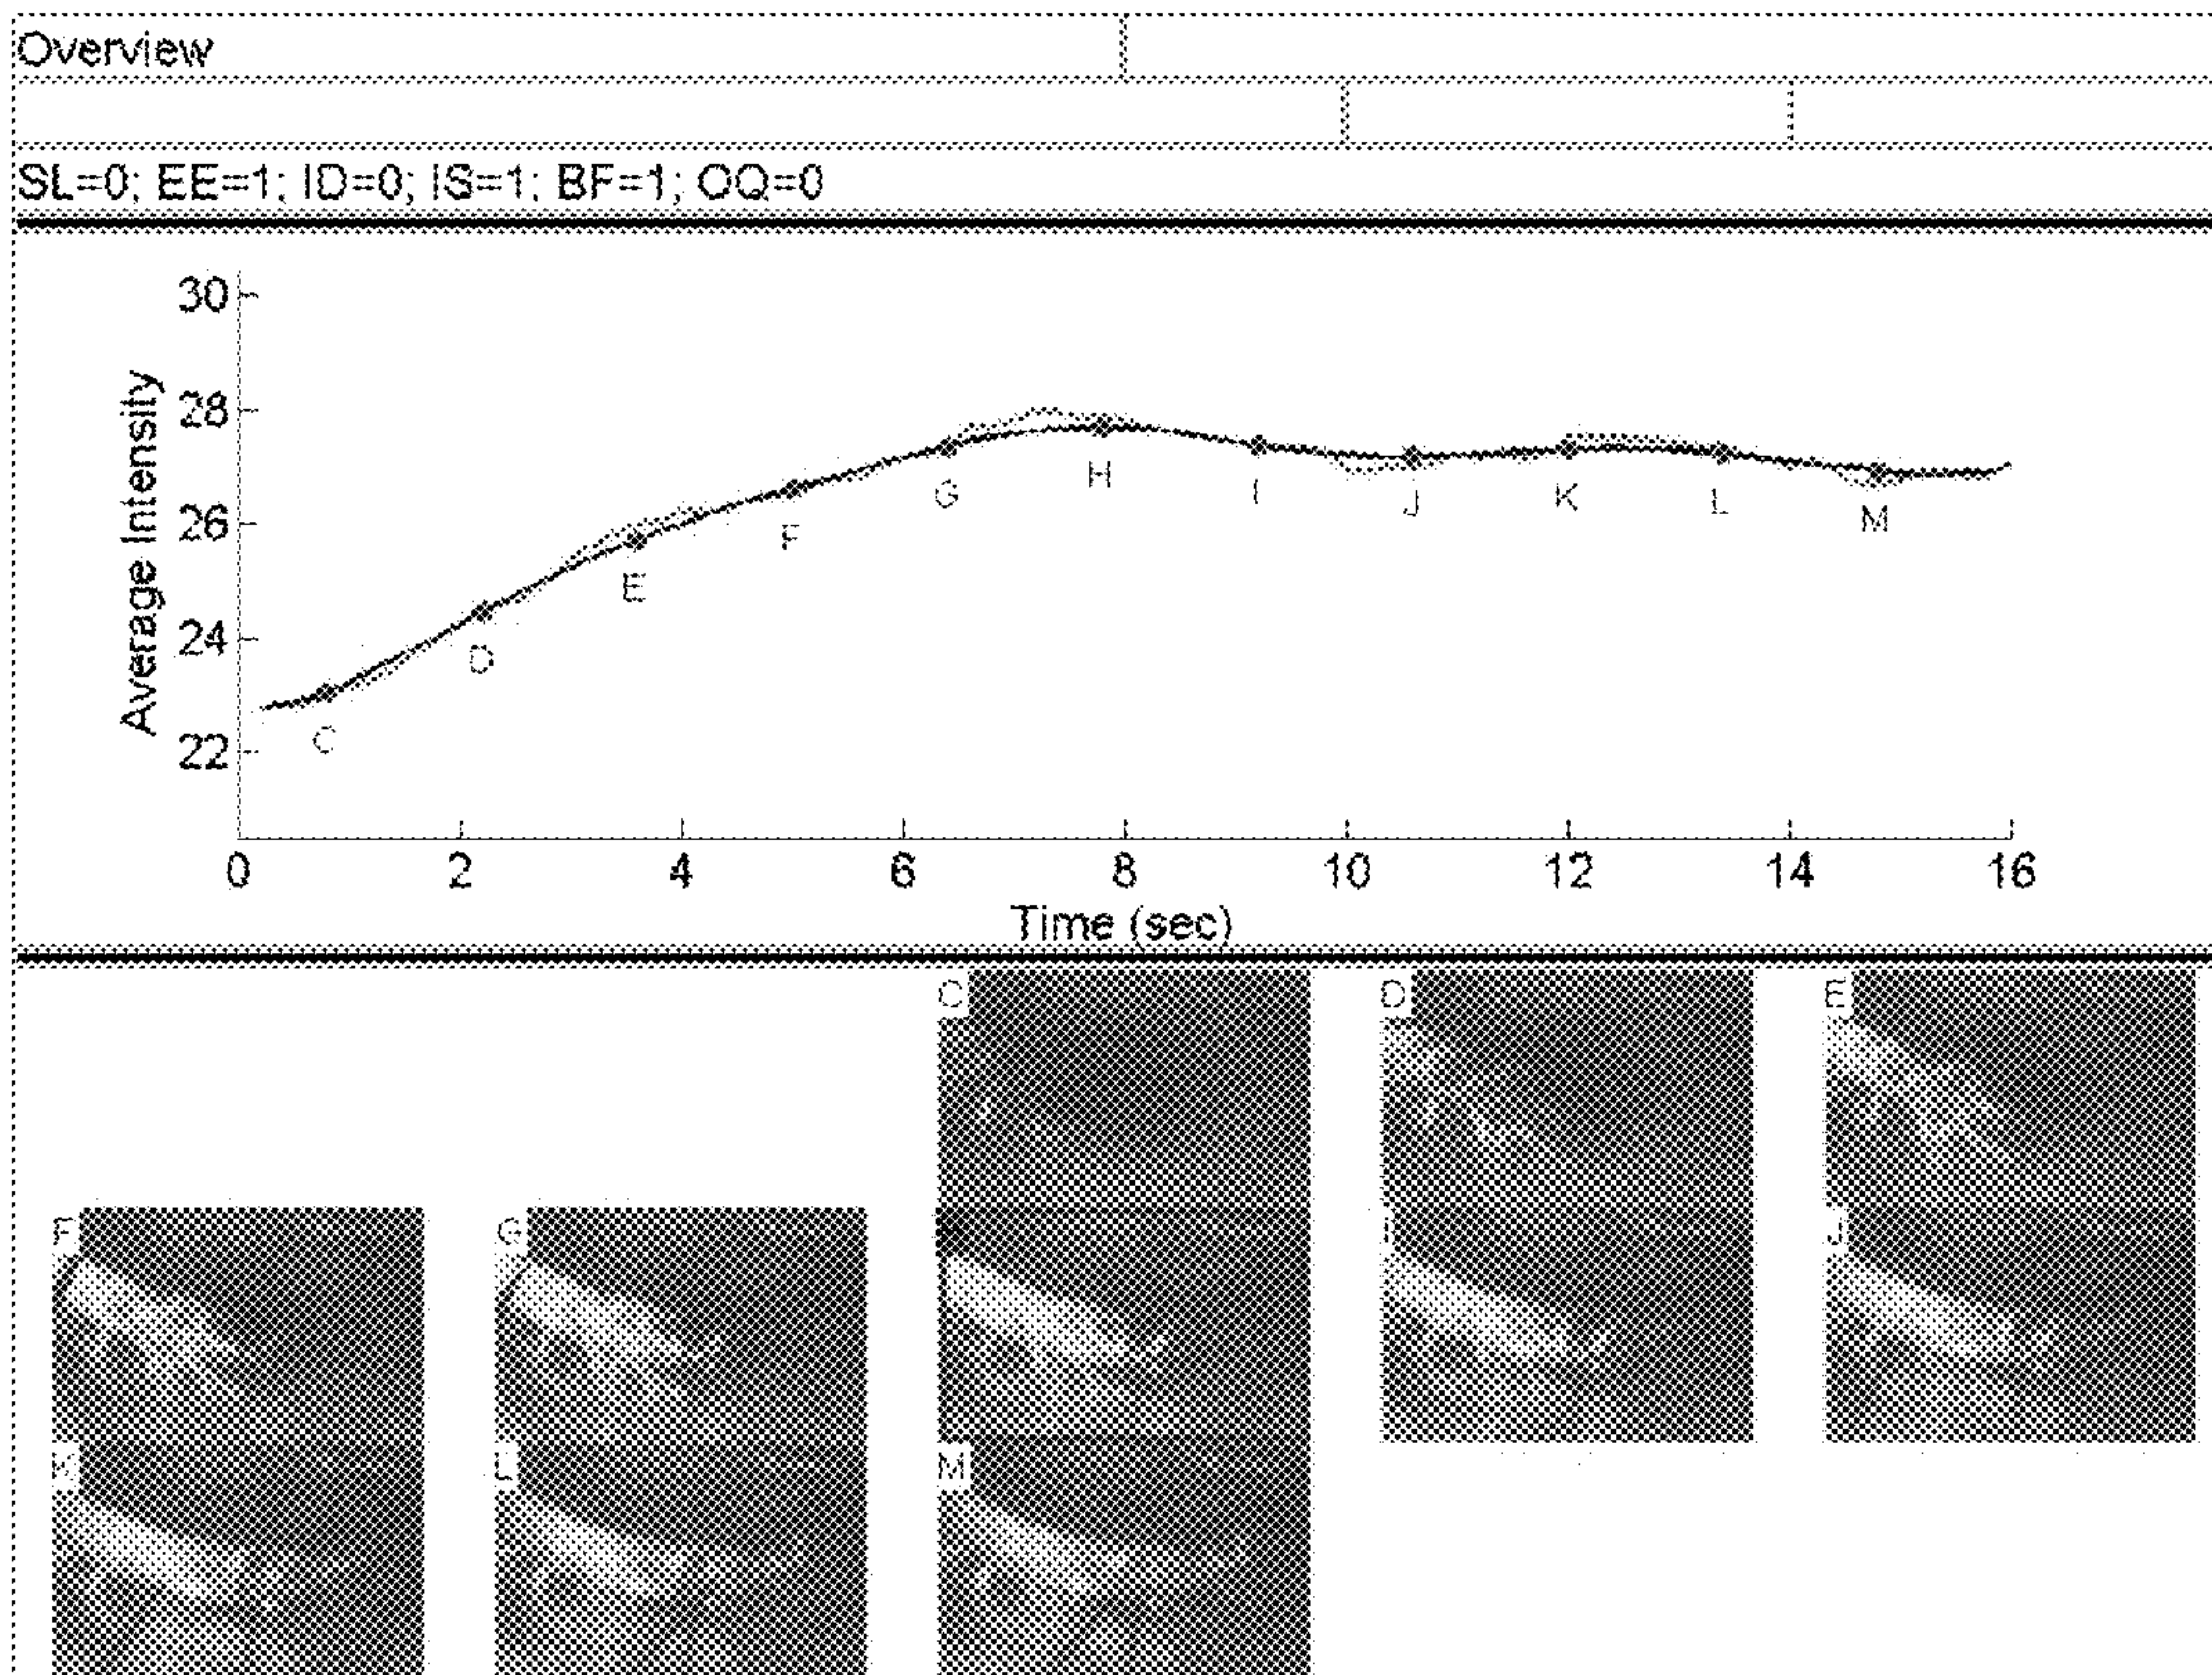 Overview
SL=0; EE=1; ID=0; IS=1; BF=1; OQ=0
30
28
26
24
22
Average Intensity
C
D
E
F
G
H
I
J
K
L
M
0 2 4 6 8 10 12 14 16
Time (sec)
C D E
F G I J
K L M